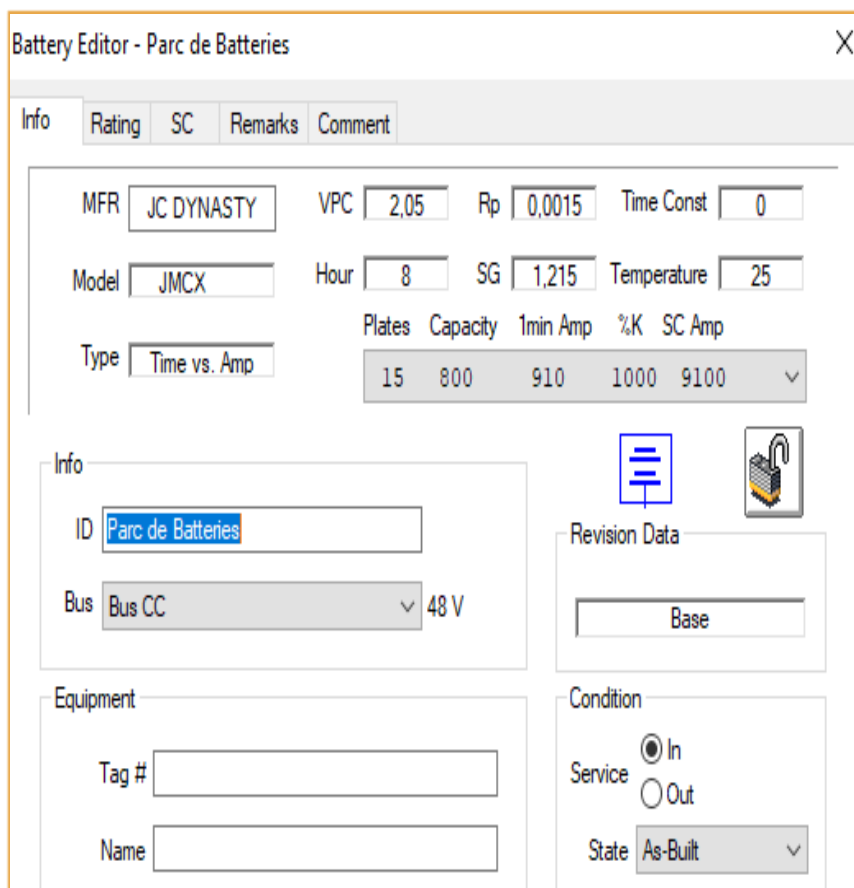 Battery Editor - Parc de Batteries
Info Rating SC Remarks Comment
MFR JC DYNASTY VPC 2,05 Rp 0,0015 Time Const 0
Model JMCX Hour 8 SG 1,215 Temperature 25
Plates Capacity 1min Amp %K SC Amp
Type Time vs. Amp 15 800 910 1000 9100
Info
ID Parc de Batteries
Revision Data
Bus Bus CC 48 V
Base
Equipment Condition
Tag # Service In
Out
Name State As-Built